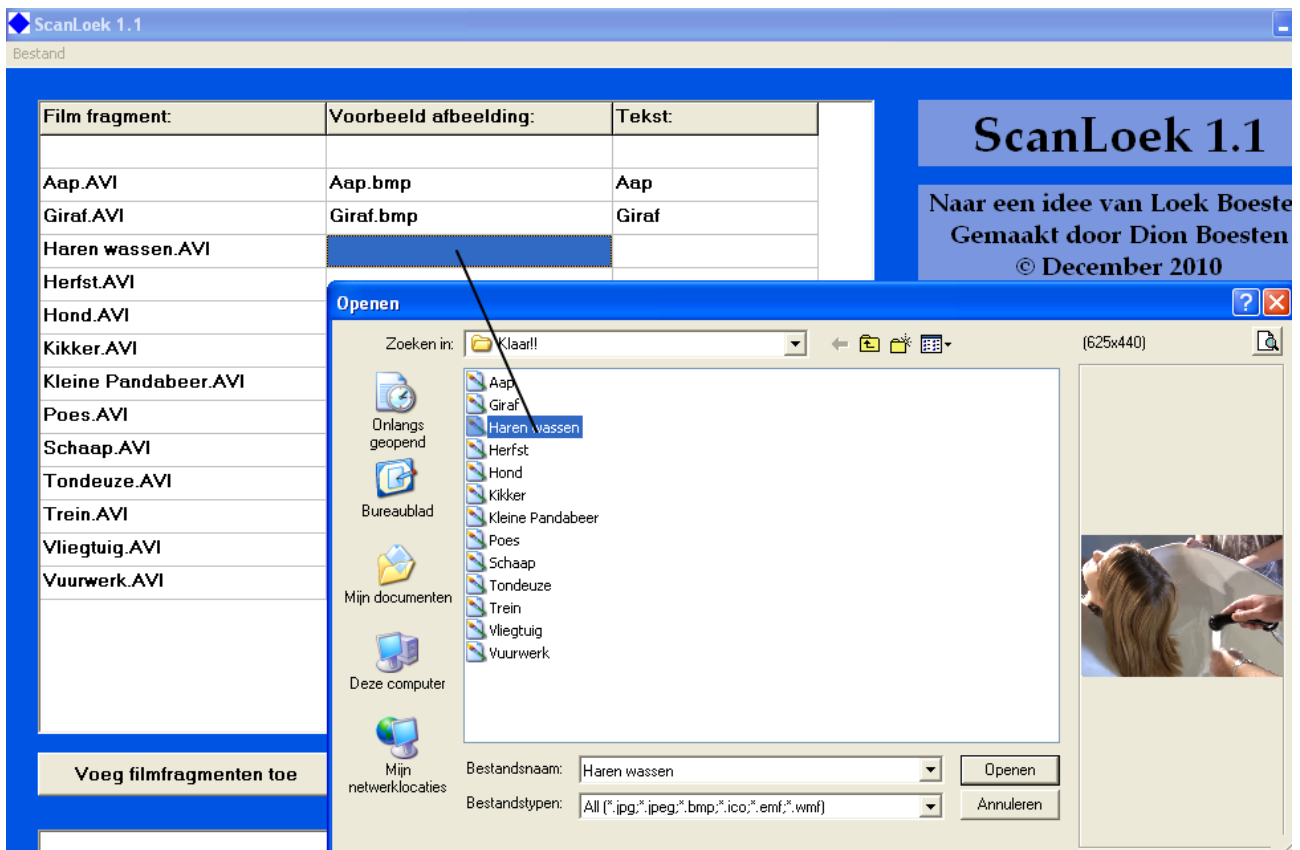 ScanLoek 1.1
Bestand
Film fragment: Voorbeeld afbeelding: Tekst:
Aap.AVI Aap.bmp Aap
Giraf.AVI Giraf.bmp Giraf
Haren wassen.AVI
Herfst.AVI
Hond.AVI
Kikker.AVI
Kleine Pandabeer.AVI
Poes.AVI
Schaap.AVI
Tondeuze.AVI
Trein.AVI
Vliegtuig.AVI
Vuurwerk.AVI
Voeg filmfragmenten toe
ScanLoek 1.1
Naar een idee van Loek Boeste
Gemaakt door Dion Boesten
© December 2010
Openen
Zoeken in: Klaar!! (625x440)
Onlangs
geopend
Bureaublad
Mijn documenten
Deze computer
Mijn
netwerklocaties
Aap
Giraf
Haren wassen
Herfst
Hond
Kikker
Kleine Pandabeer
Poes
Schaap
Tondeuze
Trein
Vliegtuig
Vuurwerk
Bestandsnaam: Haren wassen Openen
Bestandstypen: All (*.jpg;*.jpeg;*.bmp;*.ico;*.emf;*.wmf) Annuleren